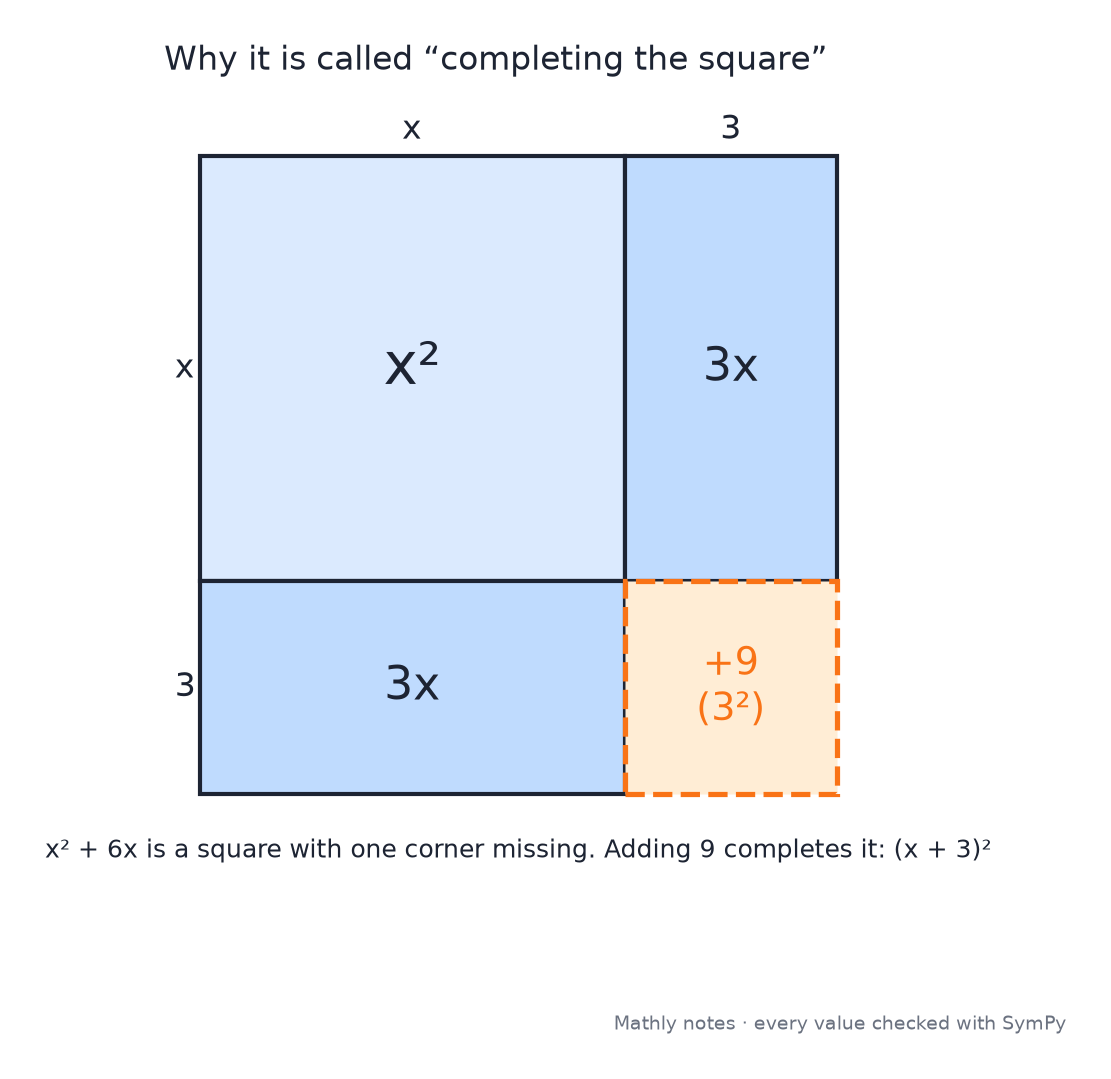 Why it is called “completing the square”
x 3
x x² 3x
3 3x +9
(3²)
x² + 6x is a square with one corner missing. Adding 9 completes it: (x + 3)²
Mathly notes · every value checked with SymPy